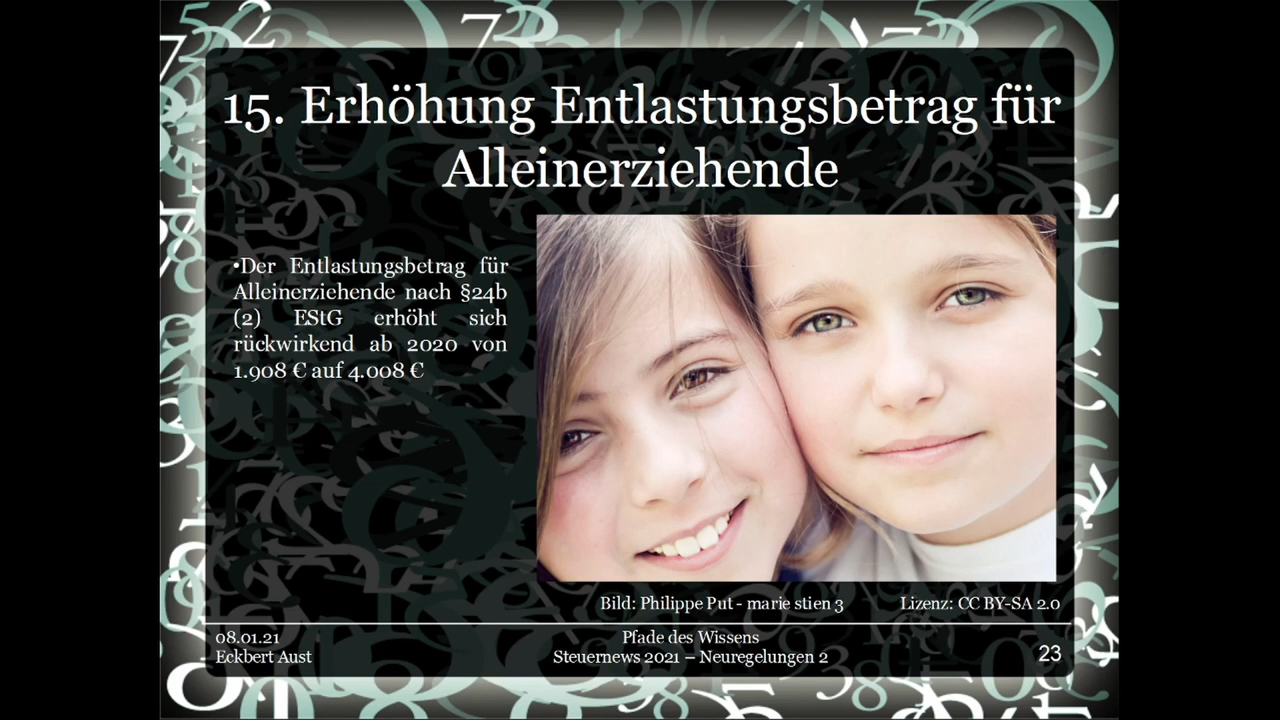 15. Erhöhung Entlastungsbetrag für
Alleinerziehende
•Der Entlastungsbetrag für
Alleinerziehende nach §24b
(2) EStG erhöht sich
rückwirkend ab 2020 von
1.908 € auf 4.008 €
Bild: Philippe Put - marie stien 3 Lizenz: CC BY-SA 2.0
08.01.21
Eckbert Aust
Pfade des Wissens
Steuernews 2021 – Neuregelungen 2
23